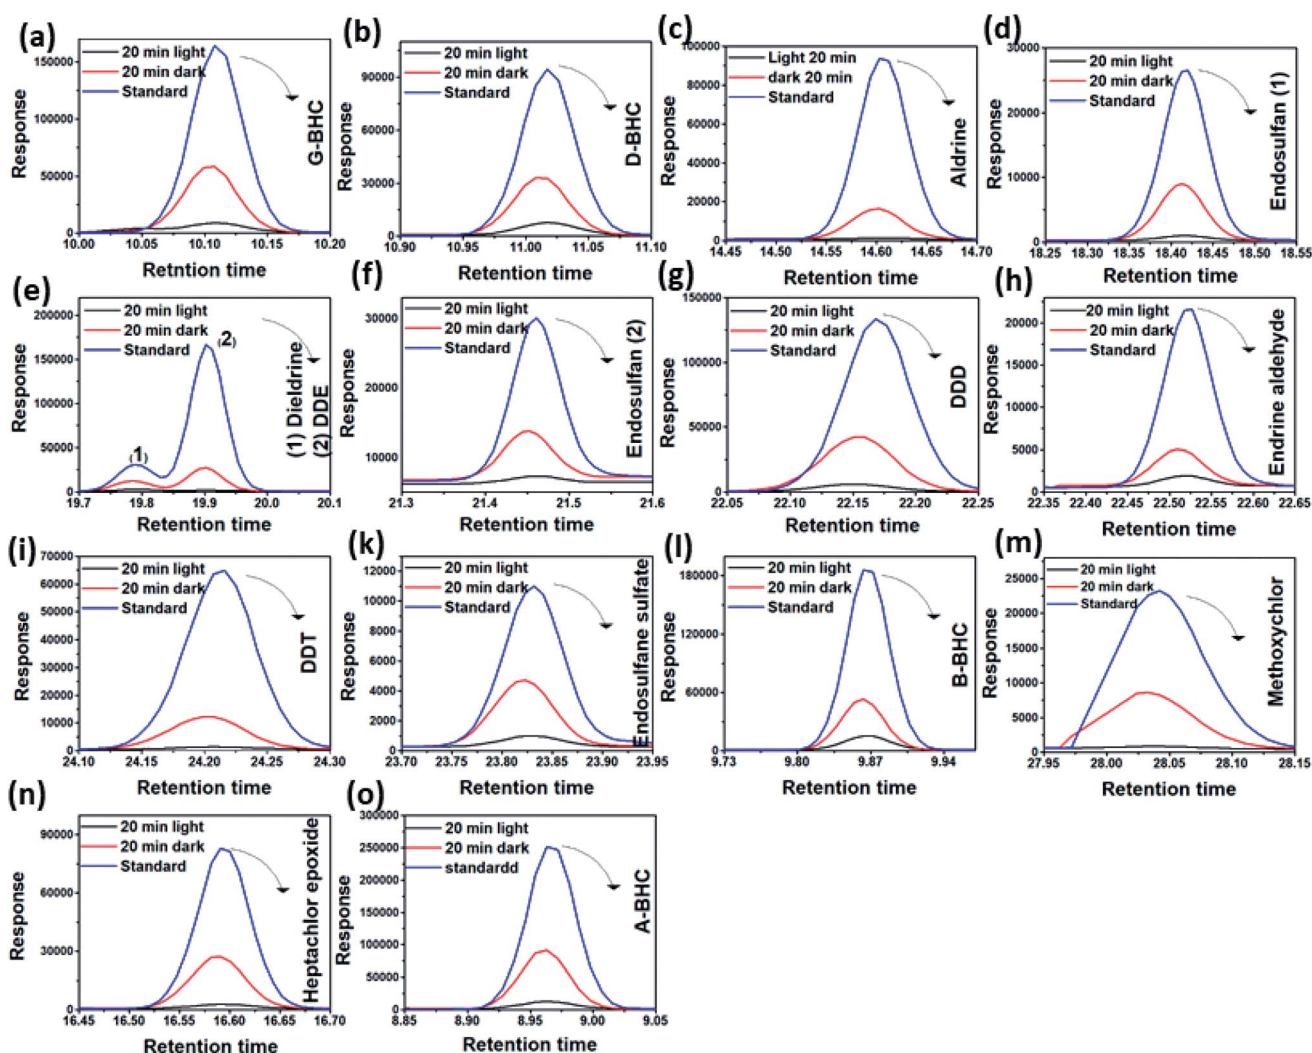 (a)
20 min light
20 min dark
Standard
150000
100000
50000
0
10.00
10.05
10.11
10.15
10.20
Response
Retntion time
G-BHC
(b)
20 min light
20 min dark
Standard
90000
60000
30000
0
10.90
10.95
11.00
11.05
11.10
Response
Retention time
D-BHC
(c)
Light 20 min
dark 20 min
Standard
100000
80000
60000
40000
20000
0
14.45
14.50
14.55
14.60
14.66
14.70
Response
Retention time
Aldrine
(d)
20 min light
20 min dark
Standard
30000
20000
10000
0
18.25
18.30
18.35
18.40
18.45
18.50
18.55
Response
Retention time
Endosulfan (1)
(e)
20 min light
20 min dark
Standard
200000
150000
100000
50000
0
(1)
(2)
19.7
19.8
19.9
20.0
20.1
Response
Retention time
(1) Dieldrine
(2) DDE
(f)
20 min light
20 min dark
Standard
30000
20000
10000
21.3
21.4
21.5
21.6
Response
Retention time
Endosulfan (2)
(g)
20 min light
20 min dark
Standard
150000
100000
50000
0
22.05
22.10
22.15
22.20
22.25
Response
Retention time
DDD
(h)
20 min light
20 min dark
Standard
20000
15000
10000
5000
0
22.35
22.40
22.45
22.50
22.55
22.60
22.65
Response
Retention time
Endrine aldehyde
(i)
20 min light
20 min dark
Standard
70000
60000
50000
40000
30000
20000
10000
0
24.10
24.15
24.20
24.25
24.30
Response
Retention time
DDT
(k)
20 min light
20 min dark
Standard
12000
10000
8000
6000
4000
2000
0
23.70
23.75
23.80
23.85
23.90
23.95
Response
Retention time
Endosulfane sulfate
(l)
20 min light
20 min dark
Standard
180000
120000
60000
0
9.73
9.80
9.87
9.94
Response
Retention time
B-BHC
(m)
20 min light
20 min dark
Standard
25000
20000
15000
10000
5000
0
27.95
28.00
28.05
28.10
28.15
Response
Retention time
Methoxychlor
(n)
20 min light
20 min dark
Standard
90000
60000
30000
0
16.45
16.50
16.55
16.60
16.65
16.70
Response
Retention time
Heptachlor epoxide
(o)
20 min light
20 min dark
standardd
300000
250000
200000
150000
100000
50000
0
8.85
8.90
8.95
9.00
9.05
Response
Retention time
A-BHC